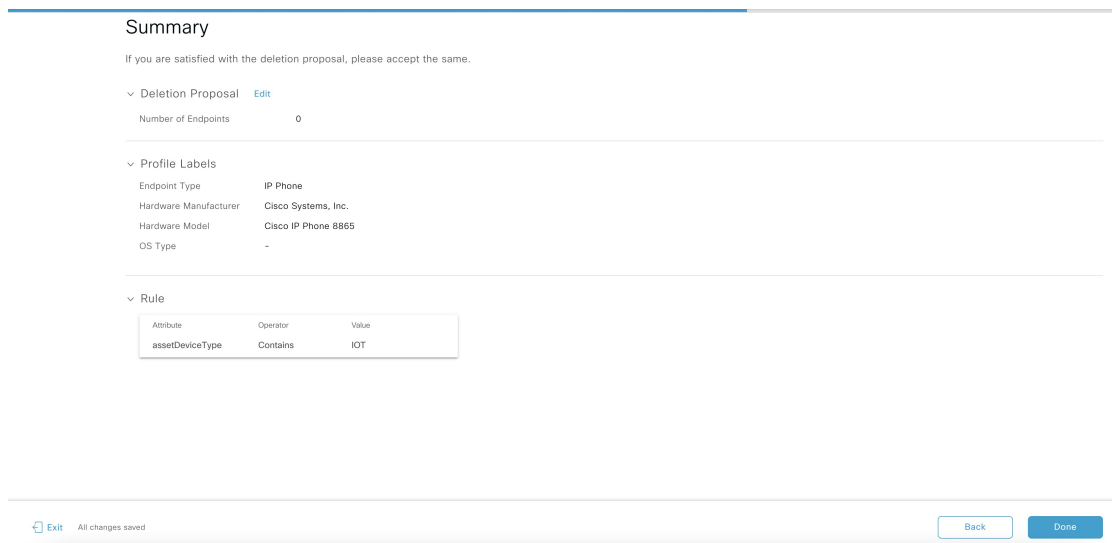 Summary
If you are satisfied with the deletion proposal, please accept the same.
Deletion Proposal Edit
Number of Endpoints 0
Profile Labels
Endpoint Type IP Phone
Hardware Manufacturer Cisco Systems, Inc.
Hardware Model Cisco IP Phone 8865
OS Type -
Rule
Attribute Operator Value
assetDeviceType Contains IOT
Exit All changes saved Back Done